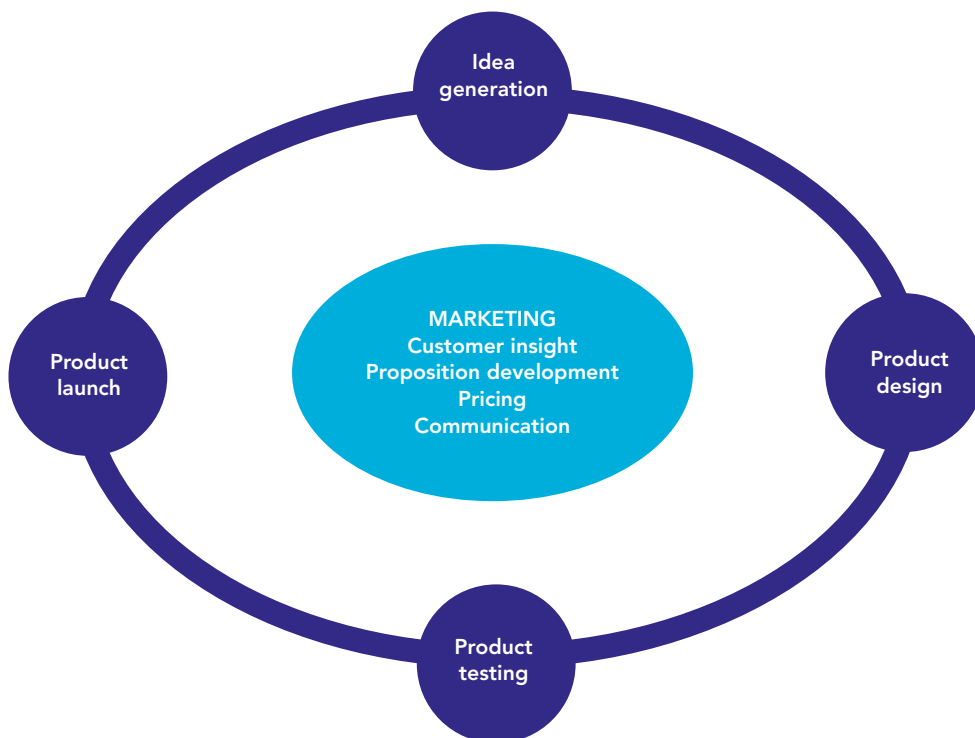 Idea
generation
MARKETING
Customer insight
Proposition development
Pricing
Communication
Product
launch
Product
design
Product
testing